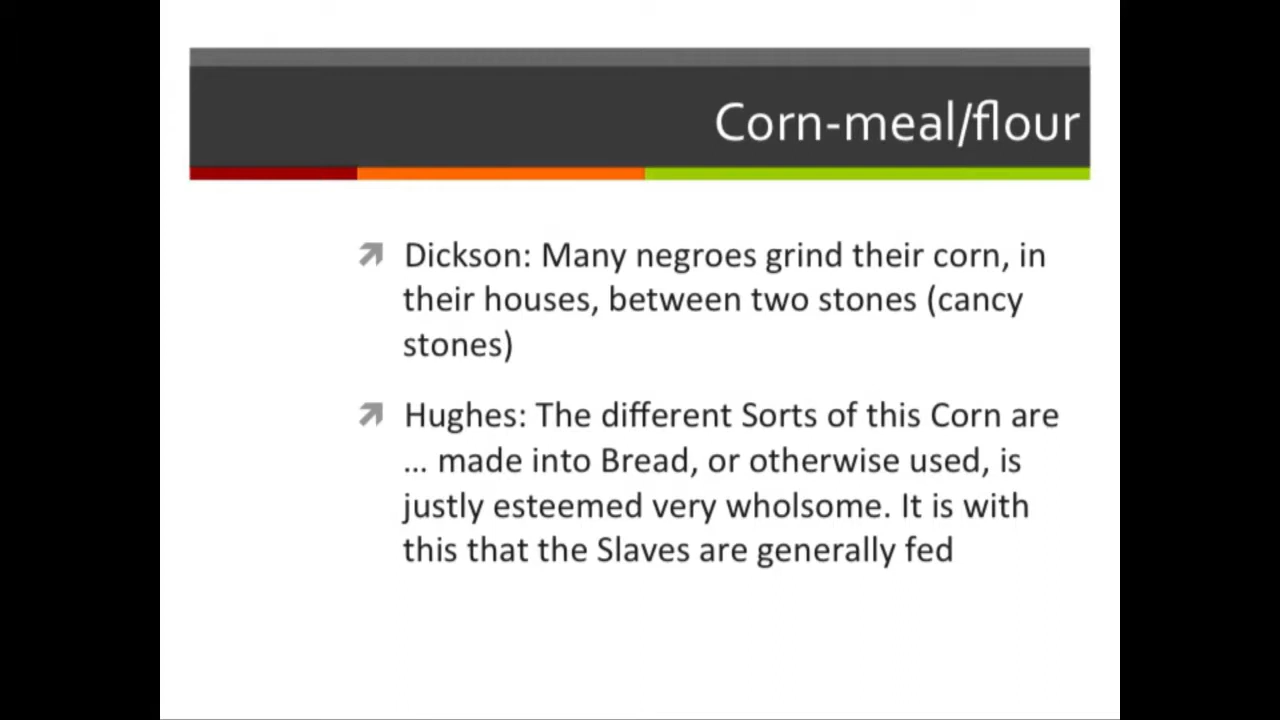 Corn-meal/flour
Dickson: Many negroes grind their corn, in
their houses, between two stones (cancy
stones)
Hughes: The different Sorts of this Corn are
... made into Bread, or otherwise used, is
justly esteemed very wholsome. It is with
this that the Slaves are generally fed